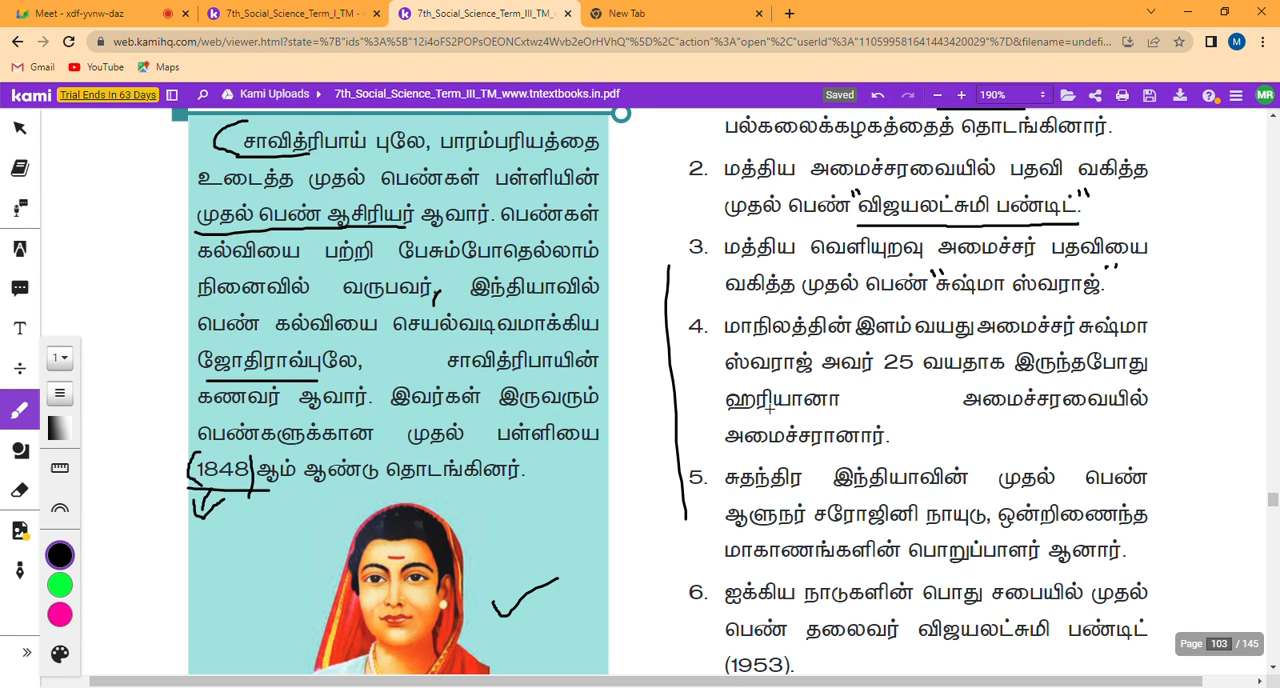 Meet - xdf-yvnw-daz
7th_Social_Science_Term_I_TM -
7th_Social_Science_Term_III_TM_
New Tab
web.kamihq.com/web/viewer.html?state=%7B"ids"%3A%5B"12i4oFS2POPsOEONCxtwz4Wvb2eOrHVhQ"%5D%2C"action"%3A"open"%2C"userId"%3A"110599581641443420029"%7D&filename=undefi...
M
Gmail
YouTube
Maps
kami
Trial Ends In 63 Days
Kami Uploads
7th_Social_Science_Term_III_TM_www.tntextbooks.in.pdf
Saved
190%
MR
சாவித்ரிபாய் புலே, பாரம்பரியத்தை
உடைத்த முதல் பெண்கள் பள்ளியின்
முதல் பெண் ஆசிரியர் ஆவார். பெண்கள்
கல்வியை பற்றி பேசும்போதெல்லாம்
நினைவில் வருபவர், இந்தியாவில்
பெண் கல்வியை செயல்வடிவமாக்கிய
ஜோதிராவ்புலே, சாவித்ரிபாயின்
கணவர் ஆவார். இவர்கள் இருவரும்
பெண்களுக்கான முதல் பள்ளியை
1848 ஆம் ஆண்டு தொடங்கினர்.
பல்கலைக்கழகத்தைத் தொடங்கினார்.
2. மத்திய அமைச்சரவையில் பதவி வகித்த
முதல் பெண் "விஜயலட்சுமி பண்டிட்."
3. மத்திய வெளியுறவு அமைச்சர் பதவியை
வகித்த முதல் பெண் "சுஷ்மா ஸ்வராஜ்."
4. மாநிலத்தின் இளம் வயது அமைச்சர் சுஷ்மா
ஸ்வராஜ் அவர் 25 வயதாக இருந்தபோது
ஹரியானா அமைச்சரவையில்
அமைச்சரானார்.
5. சுதந்திர இந்தியாவின் முதல் பெண்
ஆளுநர் சரோஜினி நாயுடு, ஒன்றிணைந்த
மாகாணங்களின் பொறுப்பாளர் ஆனார்.
6. ஐக்கிய நாடுகளின் பொது சபையில் முதல்
பெண் தலைவர் விஜயலட்சுமி பண்டிட்
(1953).
1
Page 103 / 145